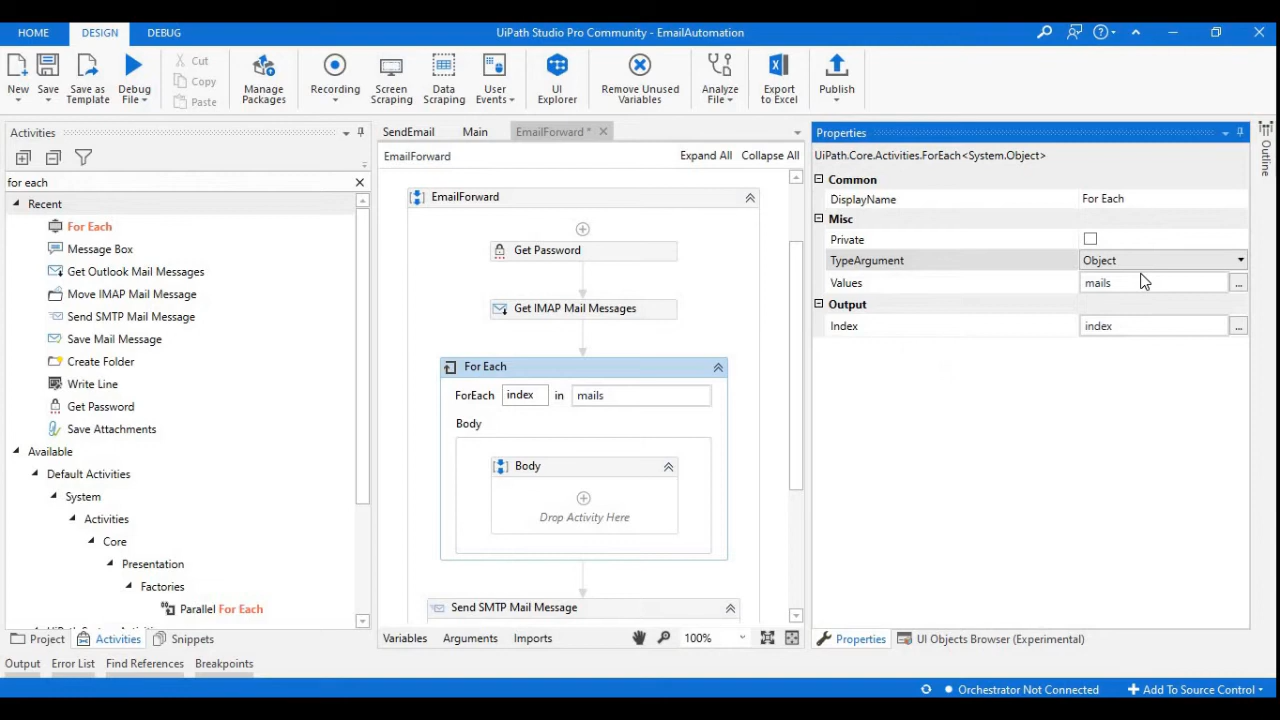 HOME DESIGN DEBUG UiPath Studio Pro Community - EmailAutomation
New Save Save as Template Debug File Cut Copy Paste Manage Packages Recording Screen Scraping Data Scraping User Events UI Explorer Remove Unused Variables Analyze File Export to Excel Publish
Activities
for each
Recent
For Each
Message Box
Get Outlook Mail Messages
Move IMAP Mail Message
Send SMTP Mail Message
Save Mail Message
Create Folder
Write Line
Get Password
Save Attachments
Available
Default Activities
System
Activities
Core
Presentation
Factories
Parallel For Each
Project Activities Snippets
SendEmail Main EmailForward *
EmailForward Expand All Collapse All
EmailForward
Get Password
Get IMAP Mail Messages
For Each
ForEach index in mails
Body
Body
Drop Activity Here
Send SMTP Mail Message
Variables Arguments Imports 100%
Properties
UiPath.Core.Activities.ForEach<System.Object>
Common
DisplayName For Each
Misc
Private
TypeArgument Object
Values mails ...
Output
Index index ...
Properties UI Objects Browser (Experimental)
Outline
Output Error List Find References Breakpoints
Orchestrator Not Connected Add To Source Control